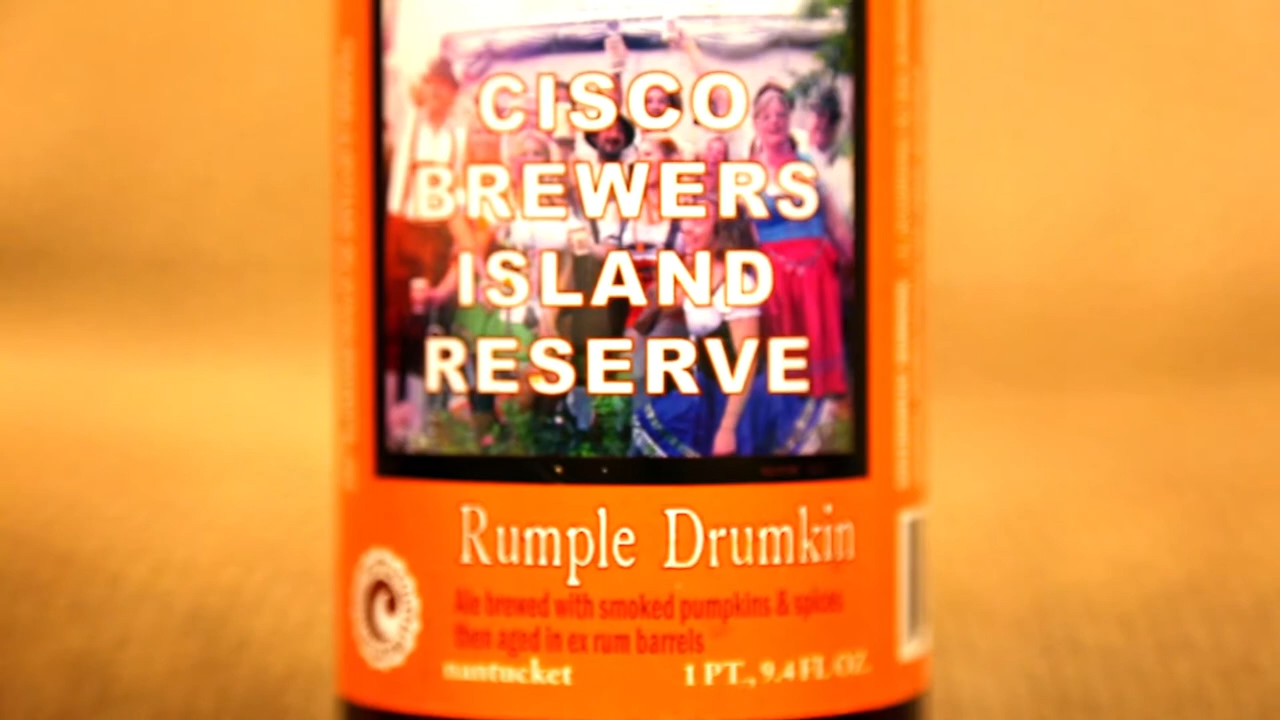 CISCO
BREWERS
ISLAND
RESERVE
Rumple Drumkin
Ale brewed with smoked pumpkins & spices
then aged in ex rum barrels
nantucket 1 PT., 9.4 FL OZ.